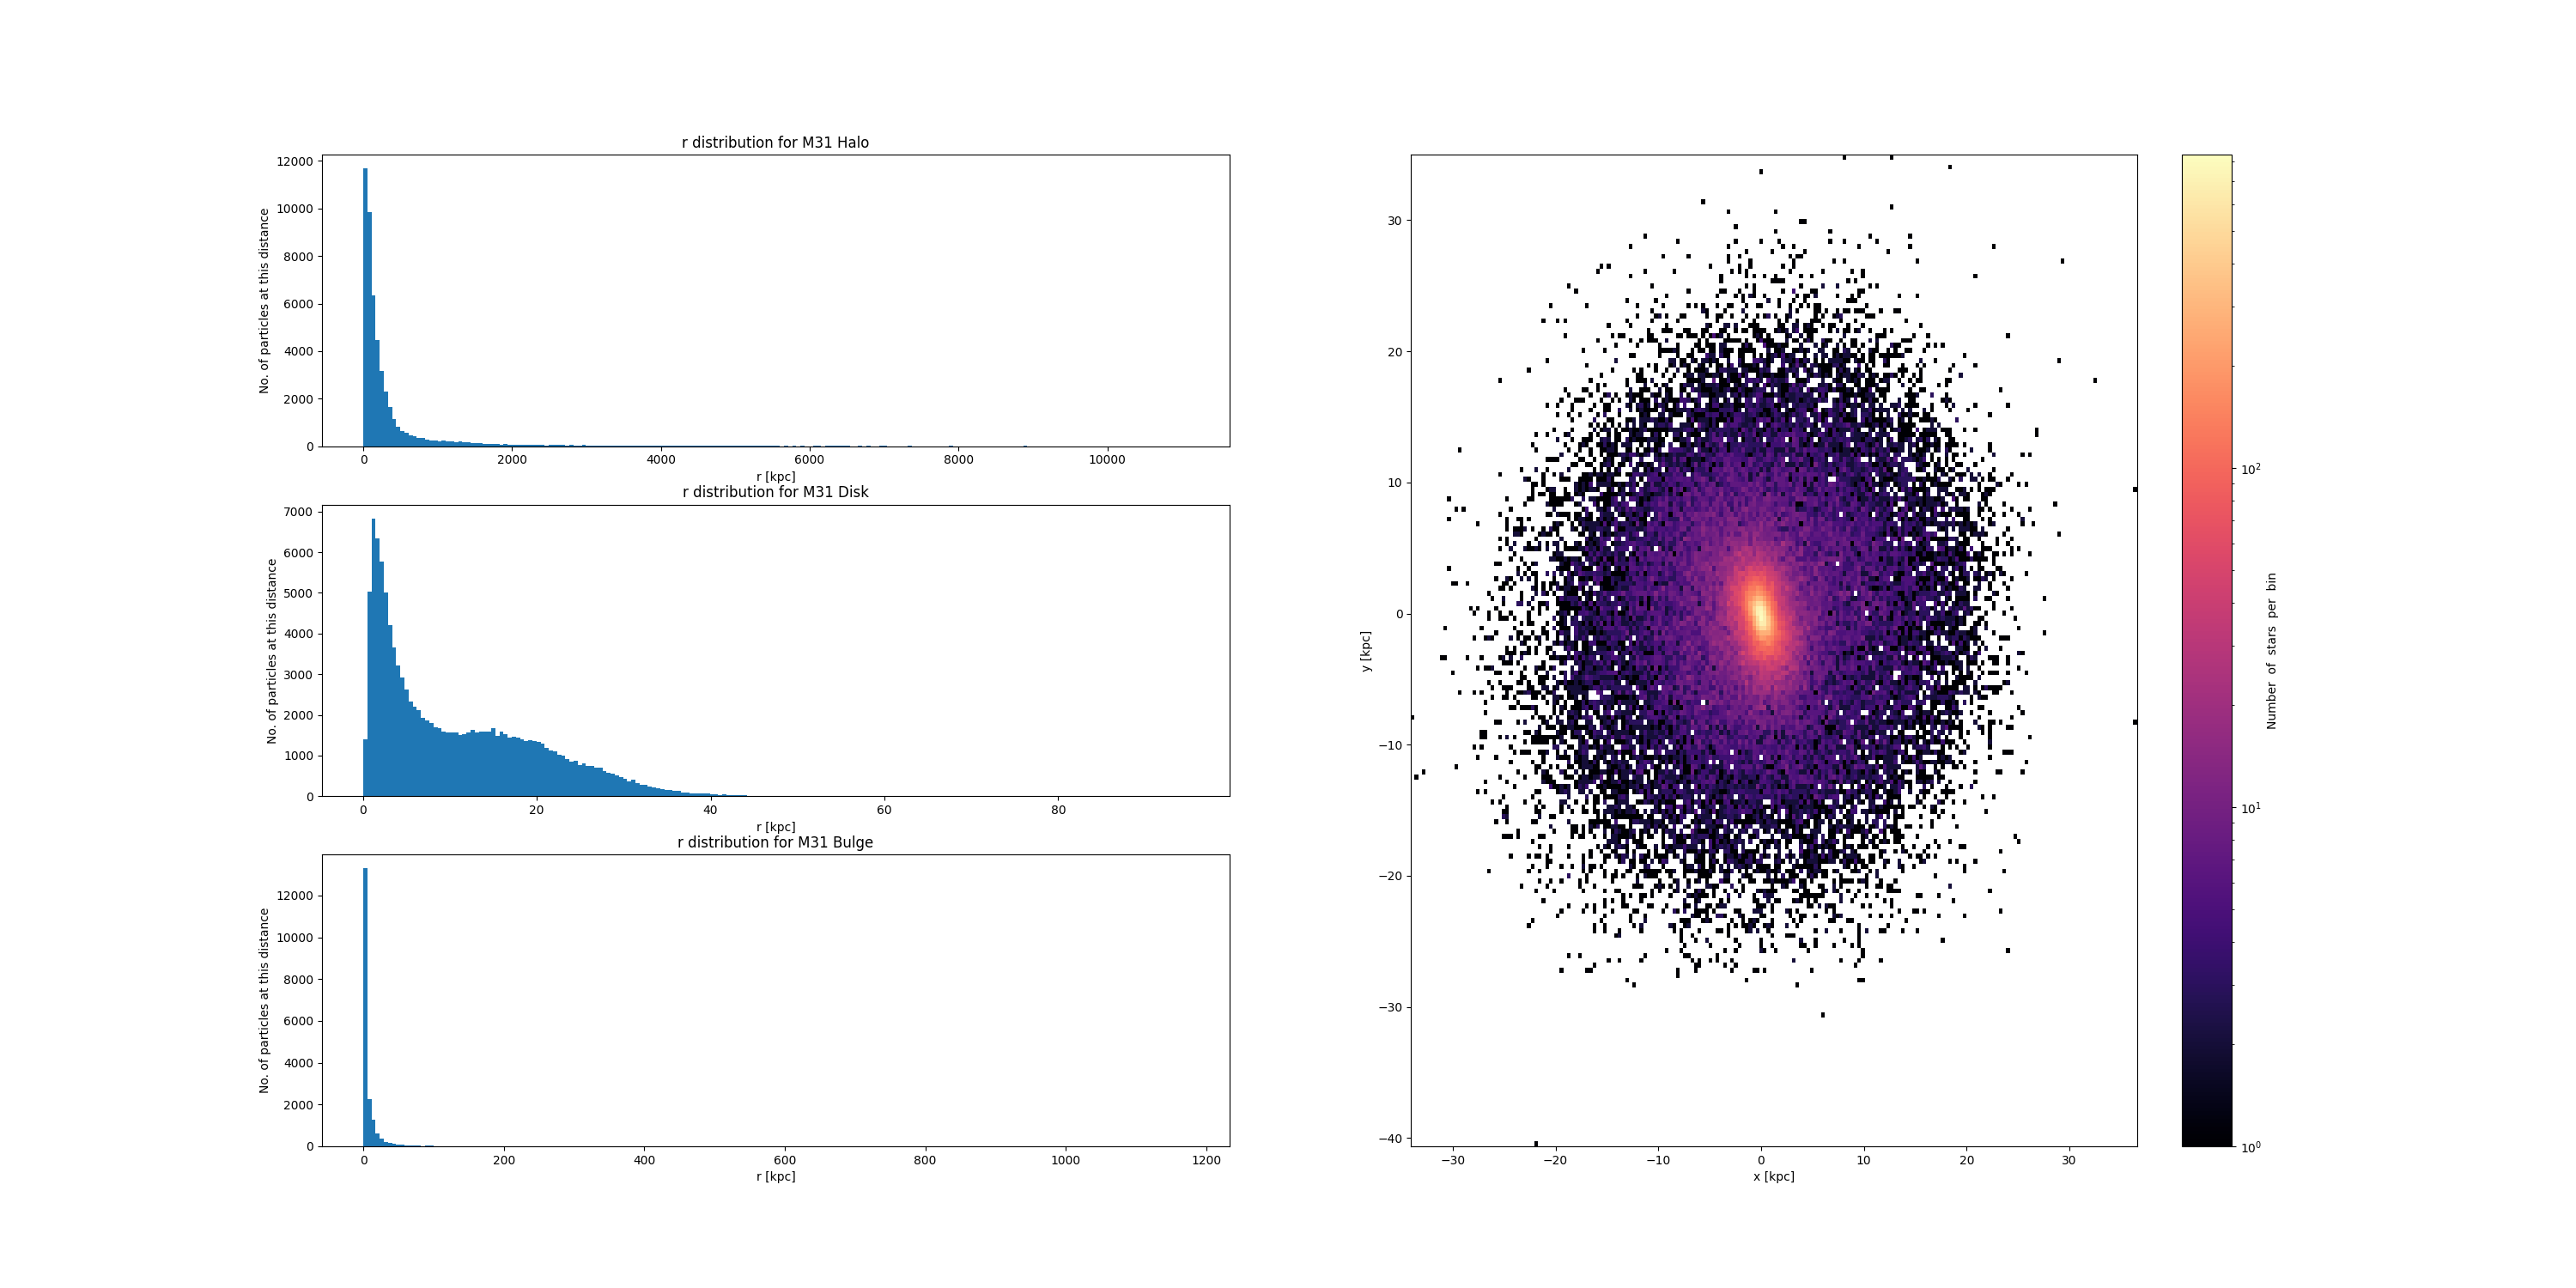 r distribution for M31 Halo
No. of particles at this distance
12000
10000
8000
6000
4000
2000
0
0 2000 4000 6000 8000 10000
r [kpc]
r distribution for M31 Disk
No. of particles at this distance
7000
6000
5000
4000
3000
2000
1000
0
0 20 40 60 80
r [kpc]
r distribution for M31 Bulge
No. of particles at this distance
12000
10000
8000
6000
4000
2000
0
0 200 400 600 800 1000 1200
r [kpc]
y [kpc]
30
20
10
0
−10
−20
−30
−40
−30 −20 −10 0 10 20 30
x [kpc]
10²
10¹
10⁰
Number of stars per bin